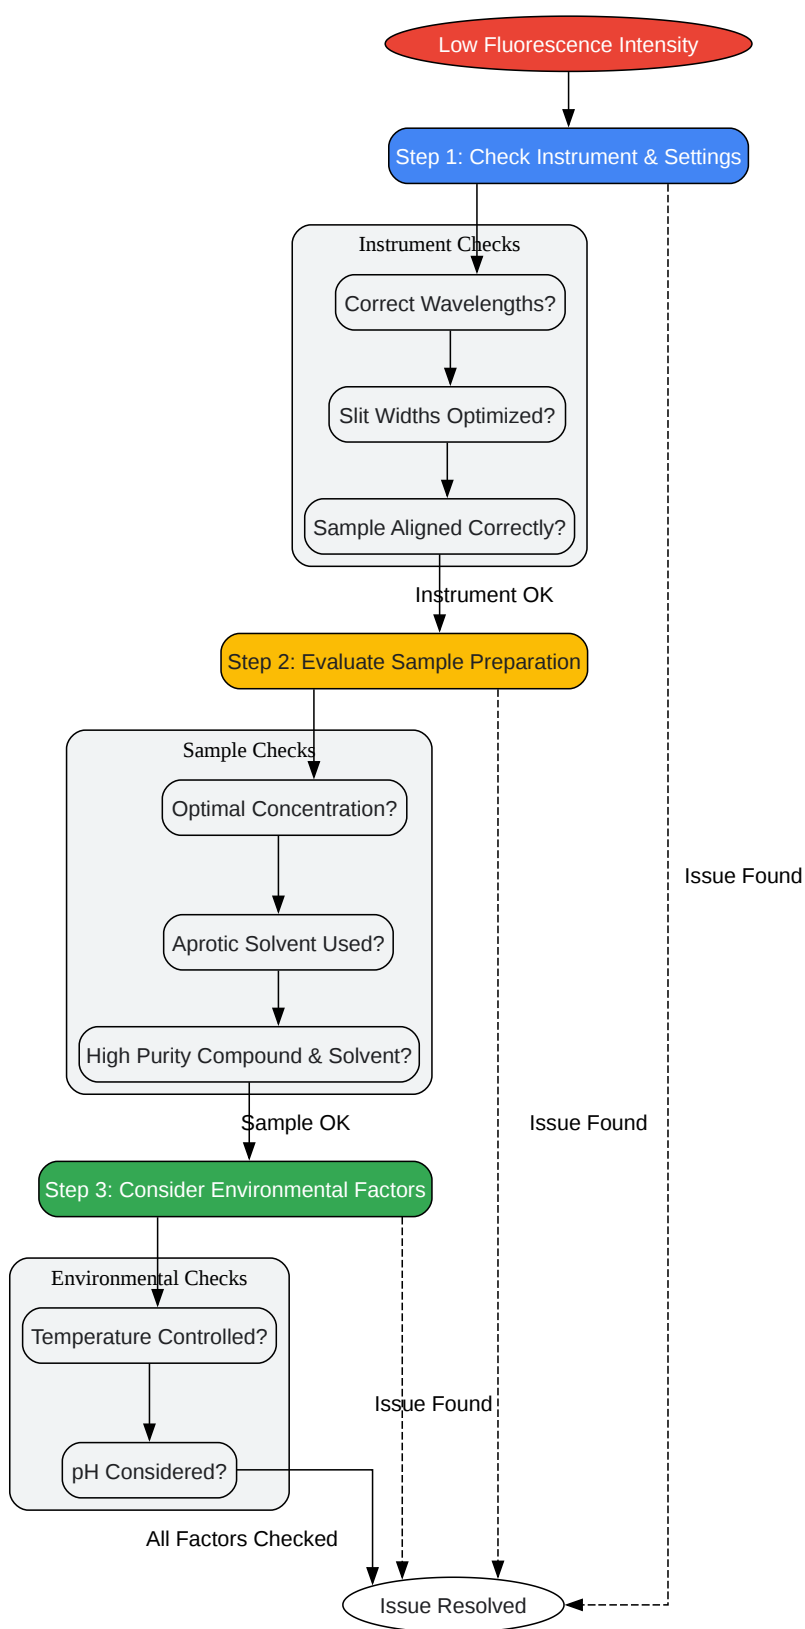 Low Fluorescence Intensity
Step 1: Check Instrument & Settings
Instrument Checks
Correct Wavelengths?
Slit Widths Optimized?
Sample Aligned Correctly?
Instrument OK
Step 2: Evaluate Sample Preparation
Sample Checks
Optimal Concentration?
Issue Found
Aprotic Solvent Used?
High Purity Compound & Solvent?
Sample OK
Issue Found
Step 3: Consider Environmental Factors
Environmental Checks
Temperature Controlled?
Issue Found
pH Considered?
All Factors Checked
Issue Resolved